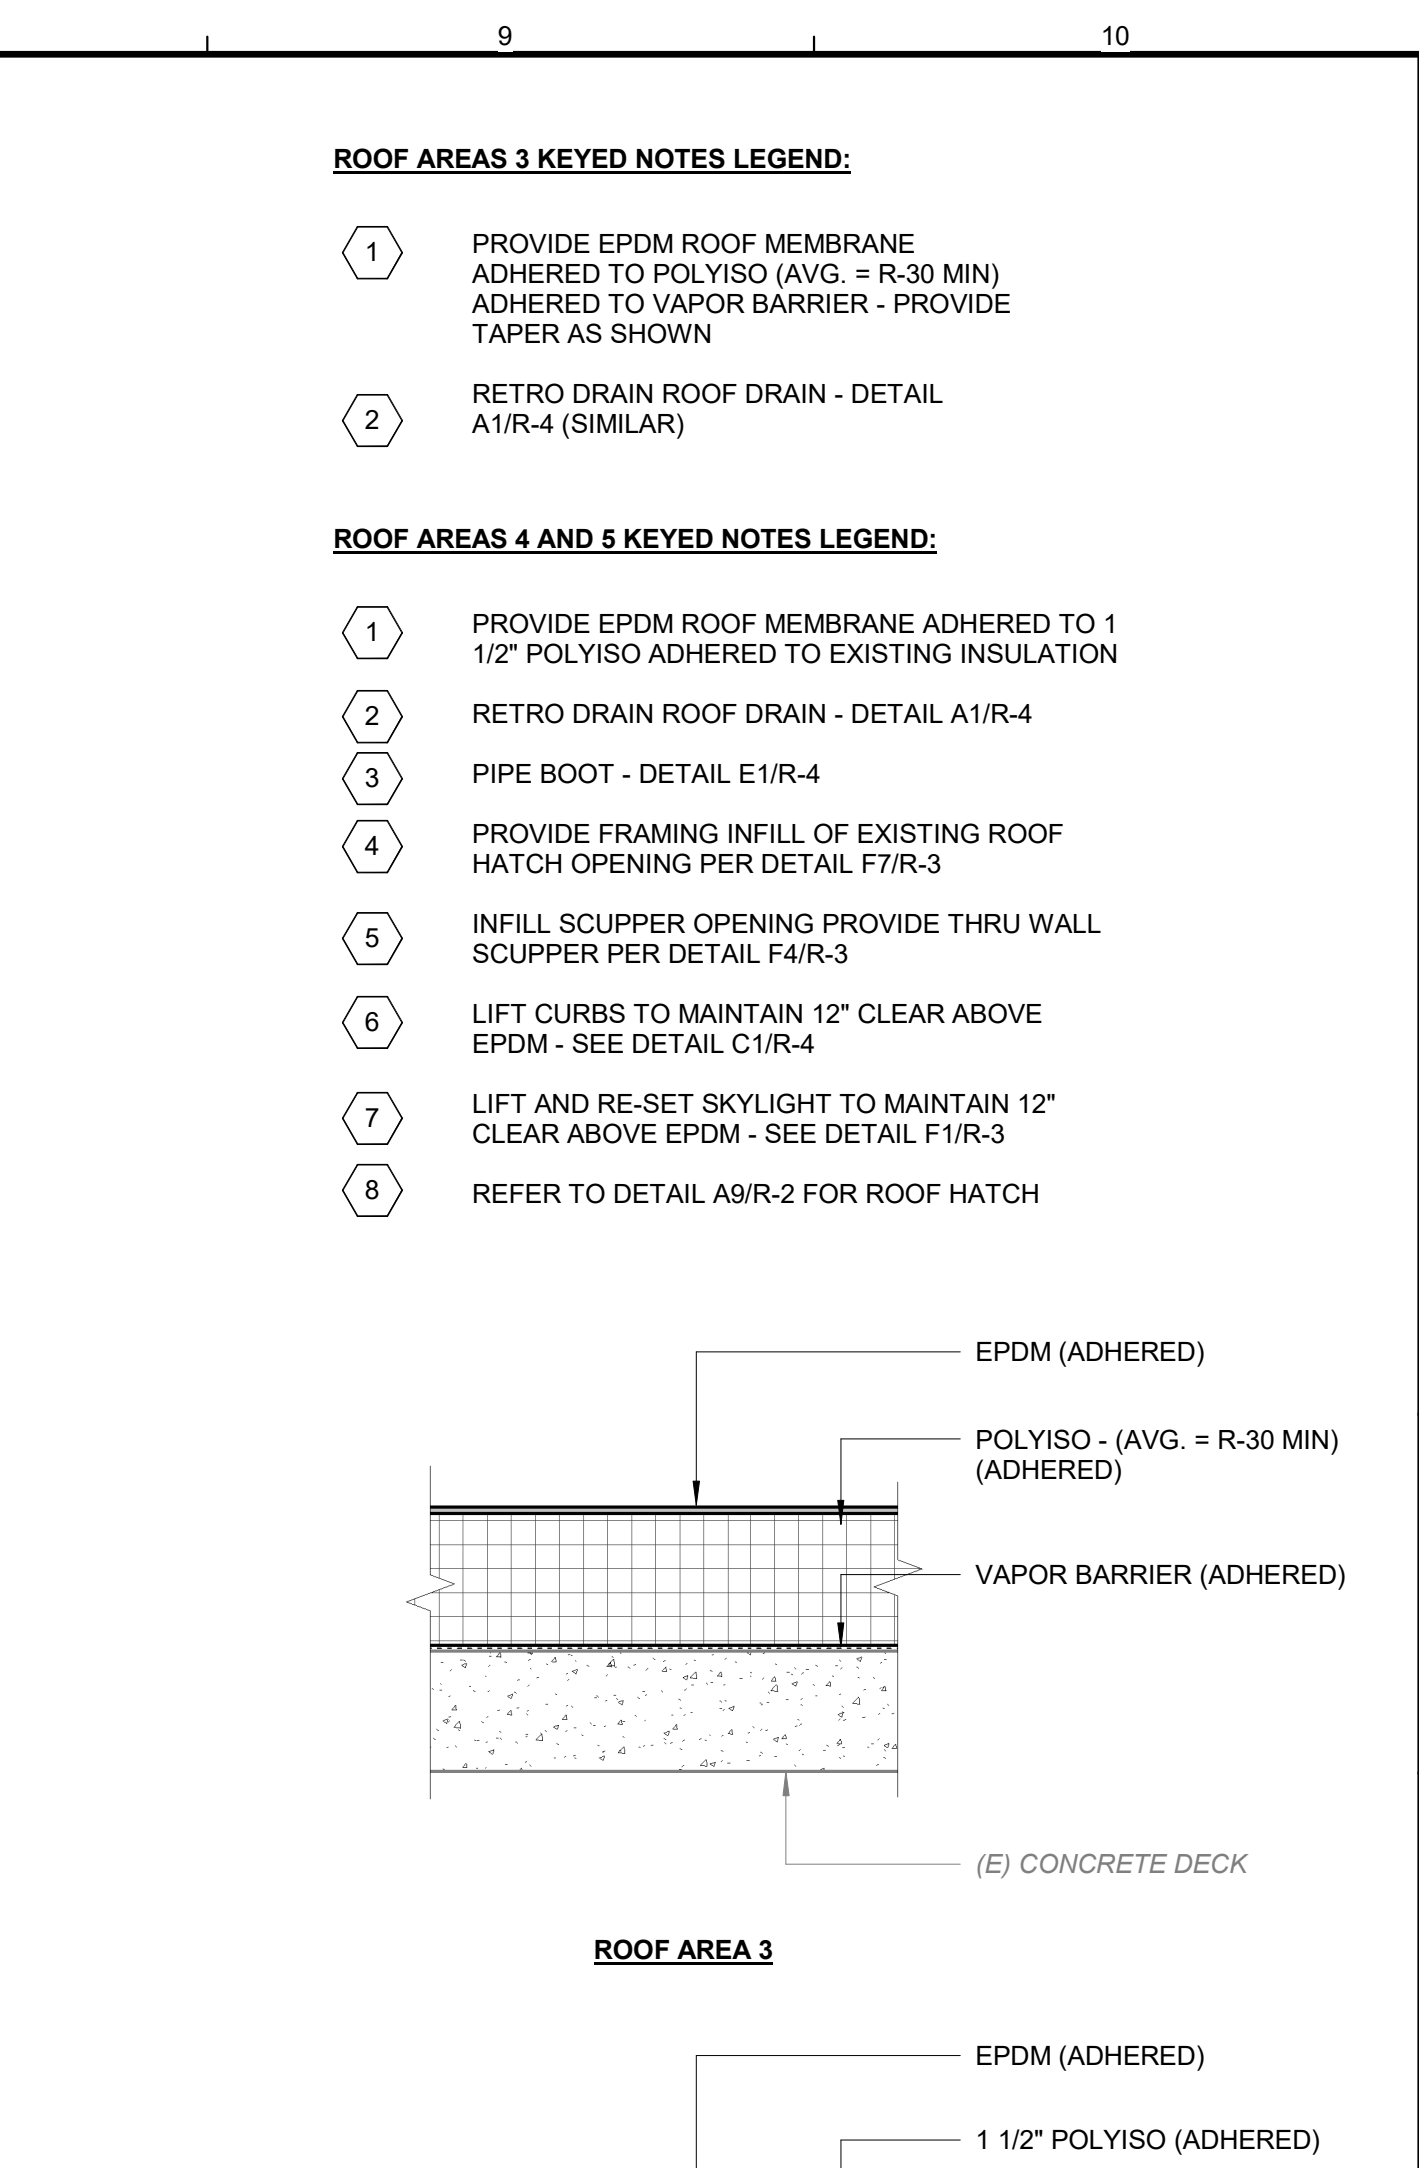 9
10
ROOF AREAS 3 KEYED NOTES LEGEND:
1
PROVIDE EPDM ROOF MEMBRANE
ADHERED TO POLYISO (AVG. = R-30 MIN)
ADHERED TO VAPOR BARRIER - PROVIDE
TAPER AS SHOWN
2
RETRO DRAIN ROOF DRAIN - DETAIL
A1/R-4 (SIMILAR)
ROOF AREAS 4 AND 5 KEYED NOTES LEGEND:
1
PROVIDE EPDM ROOF MEMBRANE ADHERED TO 1
1/2" POLYISO ADHERED TO EXISTING INSULATION
2
RETRO DRAIN ROOF DRAIN - DETAIL A1/R-4
3
PIPE BOOT - DETAIL E1/R-4
4
PROVIDE FRAMING INFILL OF EXISTING ROOF
HATCH OPENING PER DETAIL F7/R-3
5
INFILL SCUPPER OPENING PROVIDE THRU WALL
SCUPPER PER DETAIL F4/R-3
6
LIFT CURBS TO MAINTAIN 12" CLEAR ABOVE
EPDM - SEE DETAIL C1/R-4
7
LIFT AND RE-SET SKYLIGHT TO MAINTAIN 12"
CLEAR ABOVE EPDM - SEE DETAIL F1/R-3
8
REFER TO DETAIL A9/R-2 FOR ROOF HATCH
EPDM (ADHERED)
POLYISO - (AVG. = R-30 MIN)
(ADHERED)
VAPOR BARRIER (ADHERED)
(E) CONCRETE DECK
ROOF AREA 3
EPDM (ADHERED)
1 1/2" POLYISO (ADHERED)